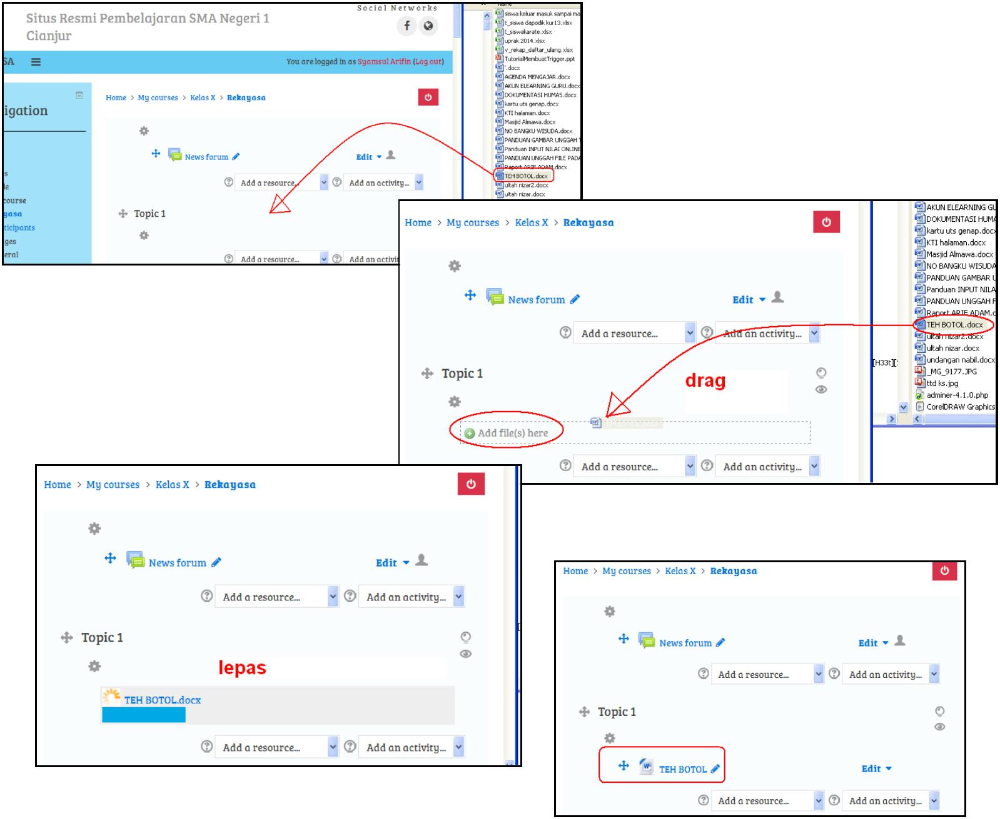 Social Networks
Situs Resmi Pembelajaran SMA Negeri 1
Cianjur
SA
You are logged in as Syamsul Arifin (Log out)
Home > My courses > Kelas X > Rekayasa
igation
News forum
Edit
Add a resource...
Add an activity...
Topic 1
course
yasa
ticipants
ges
eral
Add a resource...
Add an activit
Name
siswa keluar masuk sampai ma
t_siswa dapodik kur13.xlsx
t_siswakarate.xlsx
uprak 2014.xlsx
v_rekap_daftar_ulang.xlsx
TutorialMembuatTrigger.ppt
'.docx
AGENDA MENGAJAR.docx
AKUN ELEARNING GURU.docx
DOKUMENTASI HUMAS.docx
kartu uts genap.docx
KTI halaman.docx
Masjid Almawa.docx
NO BANGKU WISUDA.docx
PANDUAN GAMBAR UNGGAH T
Panduan INPUT NILAI ONLINE
PANDUAN UNGGAH FILE PADA
Raport ARIF ADAM.docx
TEH BOTOL.docx
ultah nizar2.docx
ultah nizar.docx
Home > My courses > Kelas X > Rekayasa
News forum
Edit
Add a resource...
Add an activity...
Topic 1
drag
Add file(s) here
Add a resource...
Add an activity...
AKUN ELEARNING GU
DOKUMENTASI HUMA
kartu uts genap.docx
KTI halaman.docx
Masjid Almawa.docx
NO BANGKU WISUDA
PANDUAN GAMBAR U
Panduan INPUT NILA
PANDUAN UNGGAH F
Raport ARIF ADAM.d
TEH BOTOL.docx
ultah nizar2.docx
ultah nizar.docx
[H33t][
undangan nabil.docx
_MG_9177.JPG
ttd ks.jpg
adminer-4.1.0.php
CorelDRAW Graphics
Home > My courses > Kelas X > Rekayasa
News forum
Edit
Add a resource...
Add an activity...
Topic 1
lepas
TEH BOTOL.docx
Add a resource...
Add an activity...
Home > My courses > Kelas X > Rekayasa
News forum
Edit
Add a resource...
Add an activity...
Topic 1
TEH BOTOL
Edit
Add a resource...
Add an activity...